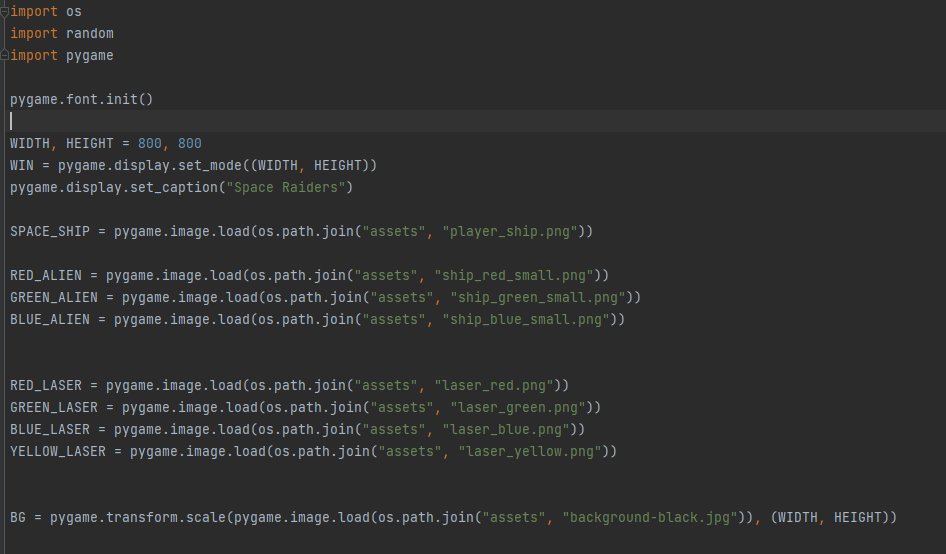 import os
import random
import pygame
pygame.font.init()
WIDTH, HEIGHT = 800, 800
WIN = pygame.display.set_mode((WIDTH, HEIGHT))
pygame.display.set_caption("Space Raiders")
SPACE_SHIP = pygame.image.load(os.path.join("assets", "player_ship.png"))
RED_ALIEN = pygame.image.load(os.path.join("assets", "ship_red_small.png"))
GREEN_ALIEN = pygame.image.load(os.path.join("assets", "ship_green_small.png"))
BLUE_ALIEN = pygame.image.load(os.path.join("assets", "ship_blue_small.png"))
RED_LASER = pygame.image.load(os.path.join("assets", "laser_red.png"))
GREEN_LASER = pygame.image.load(os.path.join("assets", "laser_green.png"))
BLUE_LASER = pygame.image.load(os.path.join("assets", "laser_blue.png"))
YELLOW_LASER = pygame.image.load(os.path.join("assets", "laser_yellow.png"))
BG = pygame.transform.scale(pygame.image.load(os.path.join("assets", "background-black.jpg")), (WIDTH, HEIGHT))